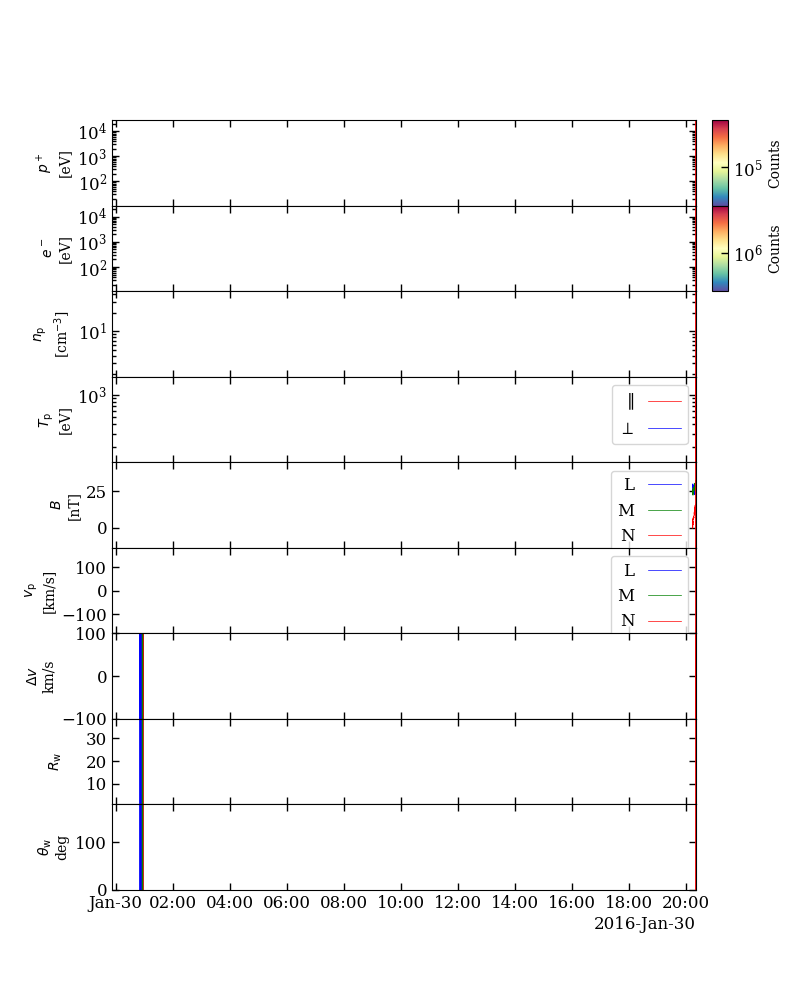 10⁴
10³
10²
p⁺
[eV]
10⁵
Counts
10⁴
10³
10²
e⁻
[eV]
10⁶
Counts
10¹
nₚ
[cm⁻³]
10³
Tₚ
[eV]
∥
⊥
25
0
B
[nT]
L
M
N
100
0
−100
vₚ
[km/s]
L
M
N
100
0
−100
Δv
km/s
30
20
10
R_w
100
0
θ_w
deg
Jan-30 02:00 04:00 06:00 08:00 10:00 12:00 14:00 16:00 18:00 20:00
2016-Jan-30